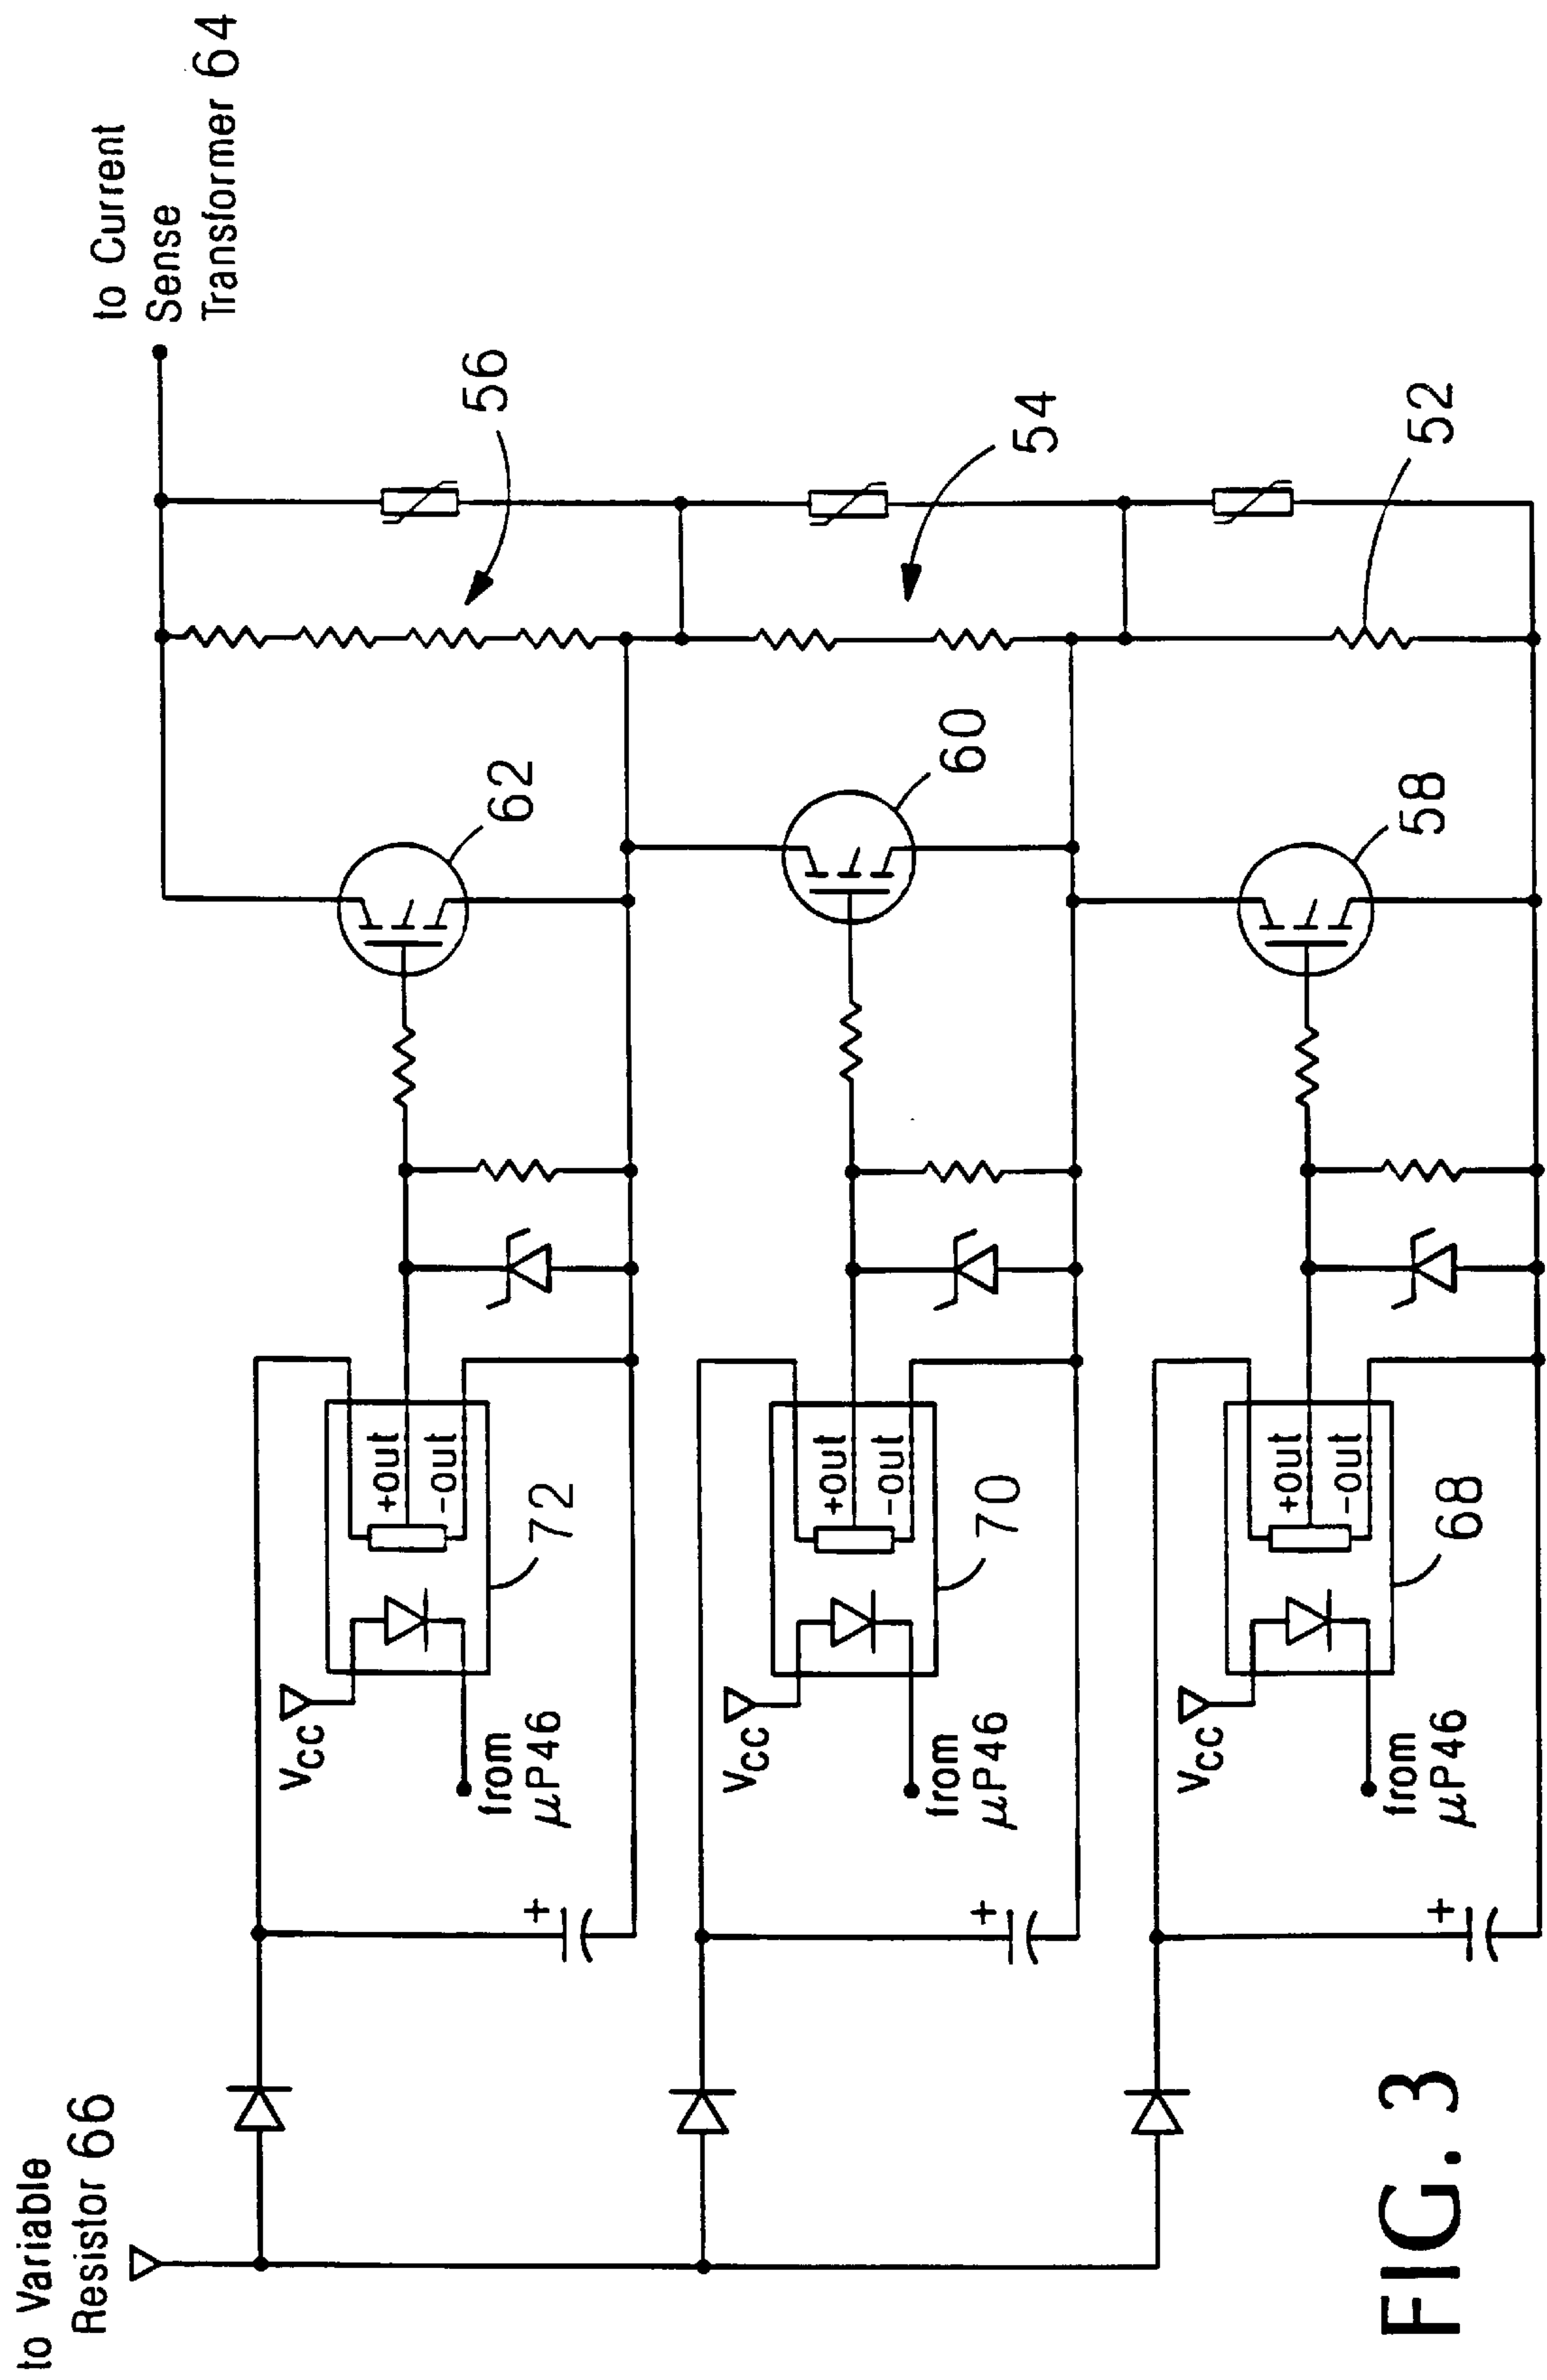 to Variable
Resistor 66
to Current
Sense
Transformer 64
56
54
52
62
60
58
+out
-out
72
Vcc
from
μP46
+
+out
-out
70
Vcc
from
μP46
+
+out
-out
68
Vcc
from
μP46
+
FIG. 3